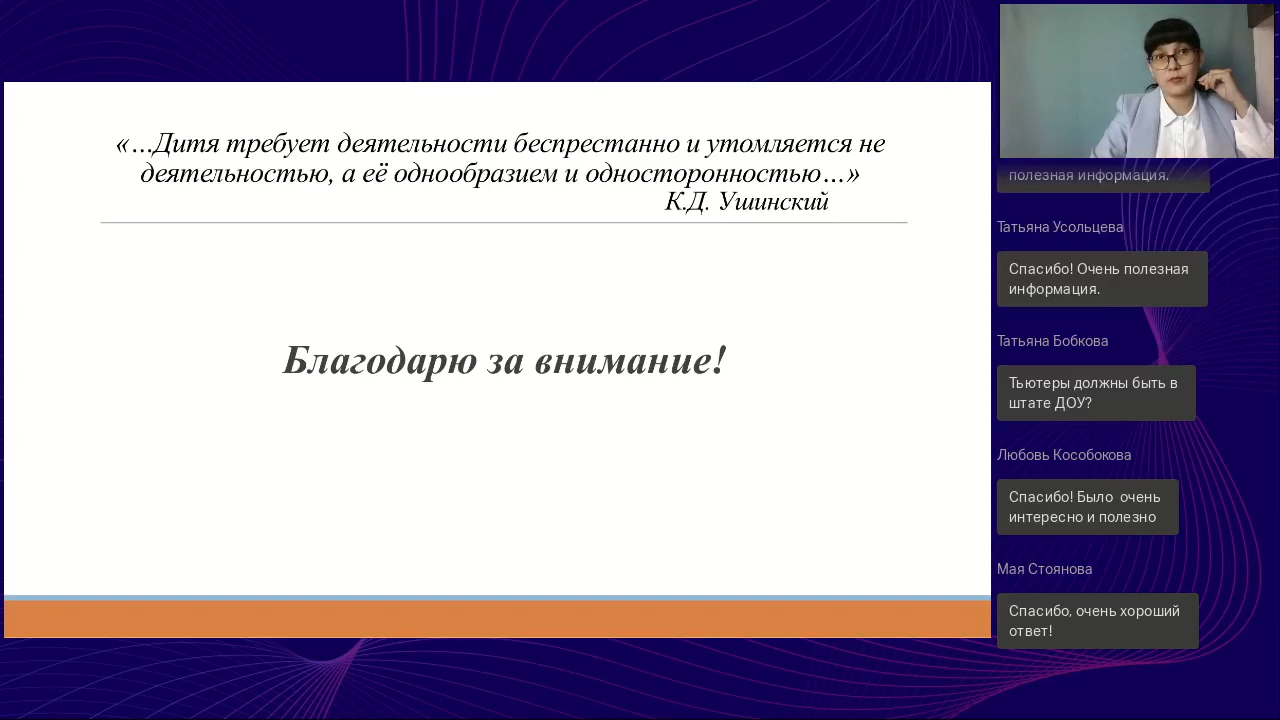 «…Дитя требует деятельности беспрестанно и утомляется не
деятельностью, а её однообразием и односторонностью…»
К.Д. Ушинский
Благодарю за внимание!
полезная информация.
Татьяна Усольцева
Спасибо! Очень полезная
информация.
Татьяна Бобкова
Тьютеры должны быть в
штате ДОУ?
Любовь Кособокова
Спасибо! Было  очень
интересно и полезно
Мая Стоянова
Спасибо, очень хороший
ответ!